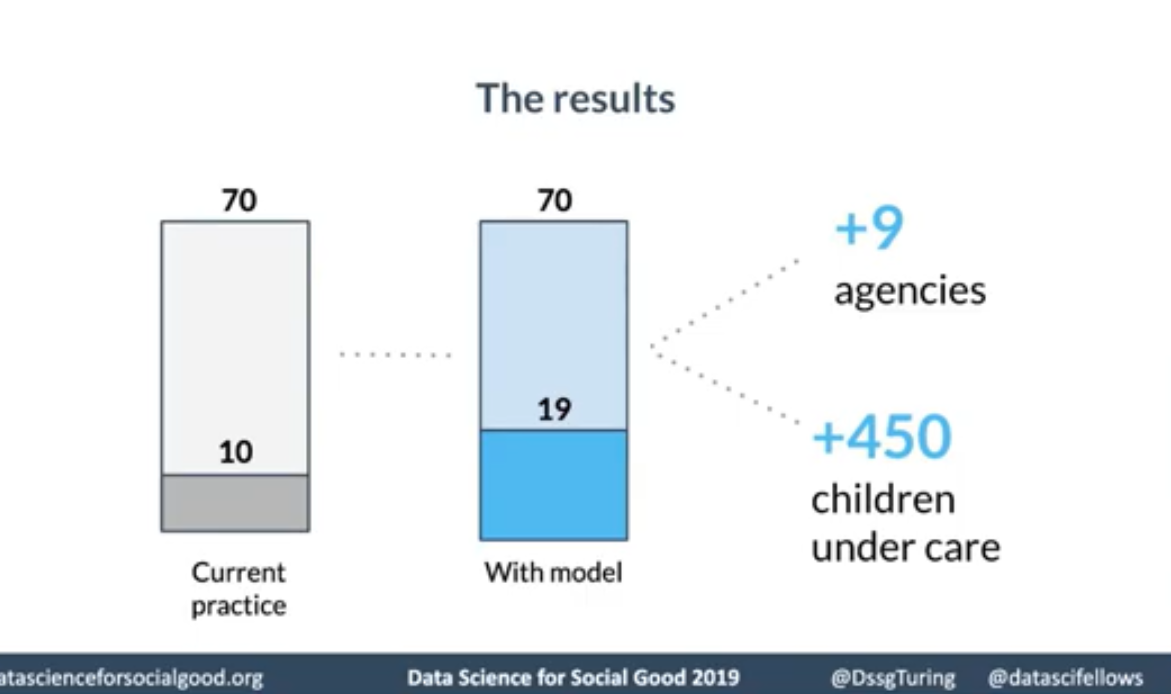 The results
70
70
10
19
+9
agencies
+450
children
under care
Current
practice
With model
atascienceforsocialgood.org
Data Science for Social Good 2019
@DssgTuring
@datascifellows